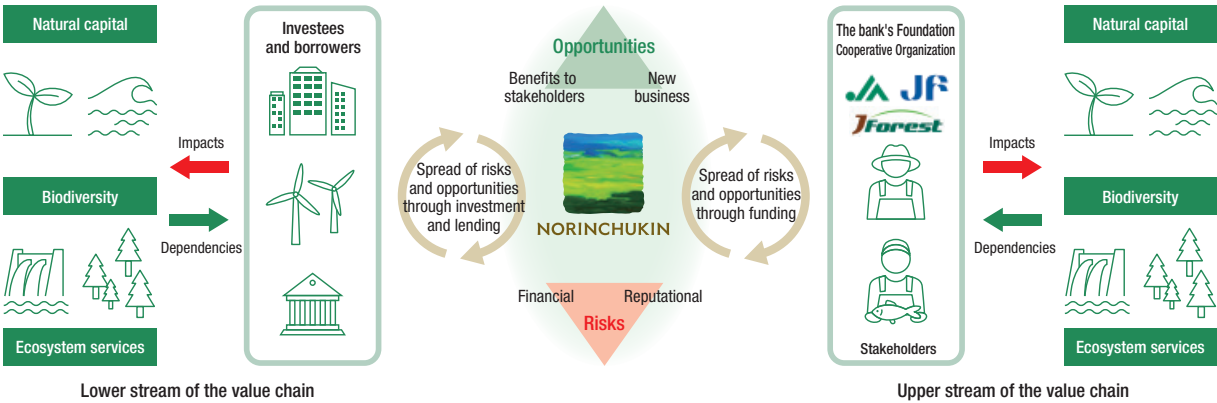 Natural capital
Impacts
Biodiversity
Dependencies
Ecosystem services
Investees
and borrowers
Lower stream of the value chain
Spread of risks
and opportunities
through investment
and lending
Opportunities
Benefits to
stakeholders
New
business
NORINCHUKIN
Financial
Reputational
Risks
Spread of risks
and opportunities
through funding
The bank's Foundation
Cooperative Organization
JA
JF
JForest
Stakeholders
Impacts
Dependencies
Natural capital
Biodiversity
Ecosystem services
Upper stream of the value chain